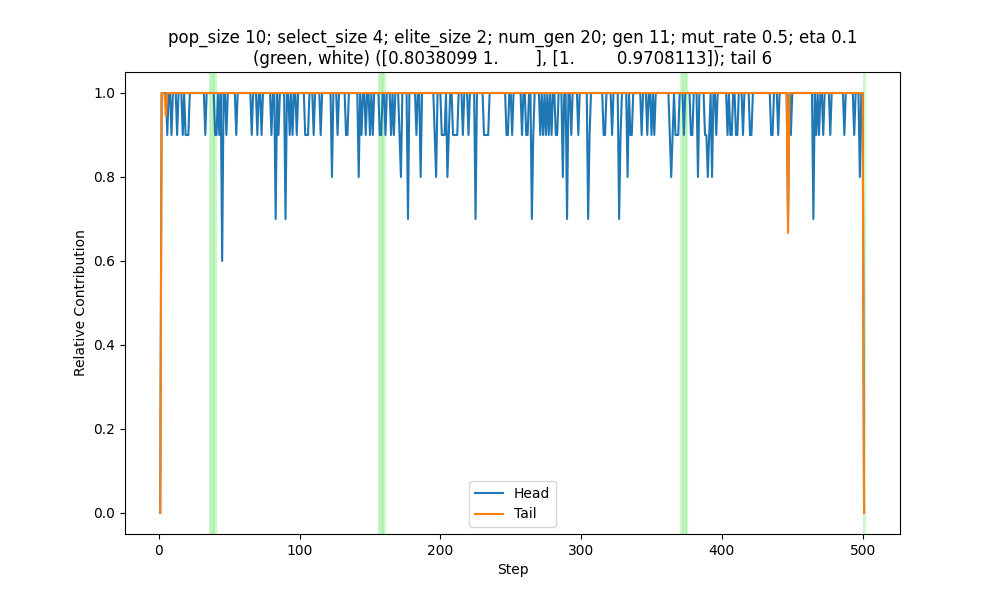 pop_size 10; select_size 4; elite_size 2; num_gen 20; gen 11; mut_rate 0.5; eta 0.1
(green, white) ([0.8038099 1.        ], [1.        0.9708113]); tail 6
1.0
0.8
0.6
0.4
0.2
0.0
Relative Contribution
Head
Tail
0 100 200 300 400 500
Step